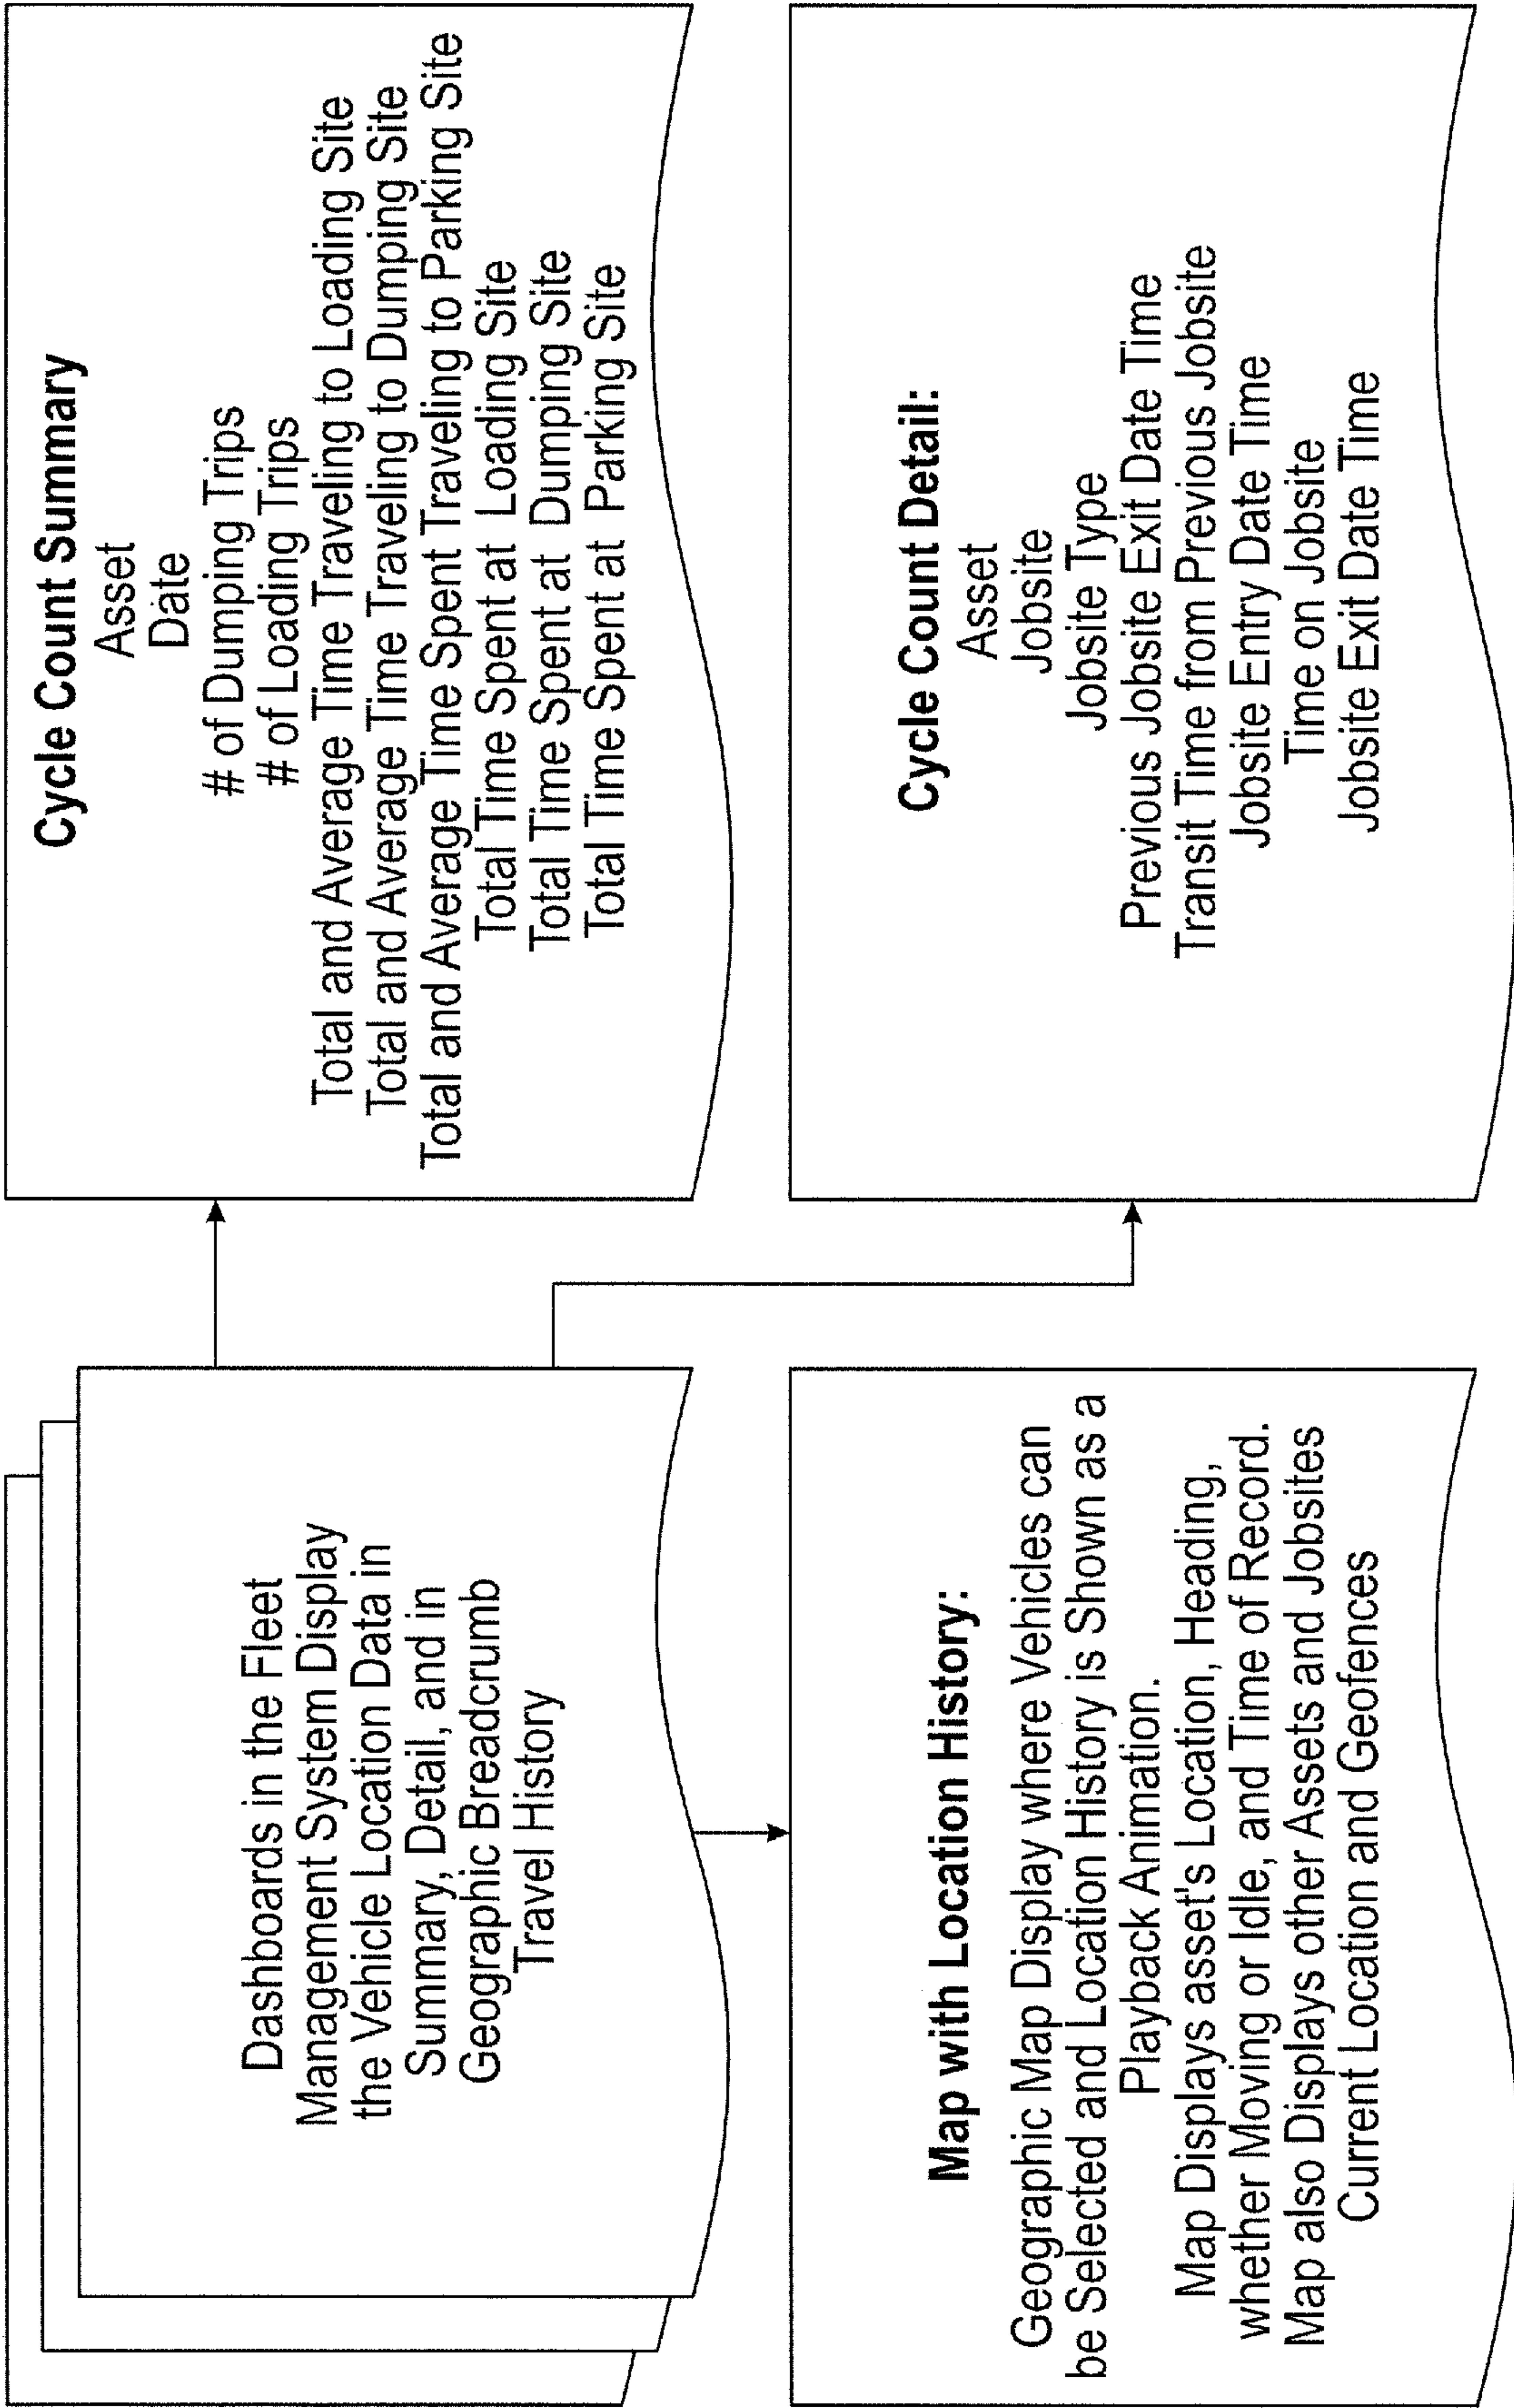 Dashboards in the Fleet
Management System Display
the Vehicle Location Data in
Summary, Detail, and in
Geographic Breadcrumb
Travel History
Cycle Count Summary
Asset
Date
# of Dumping Trips
# of Loading Trips
Total and Average Time Traveling to Loading Site
Total and Average Time Traveling to Dumping Site
Total and Average Time Spent Traveling to Parking Site
Total Time Spent at Loading Site
Total Time Spent at Dumping Site
Total Time Spent at Parking Site
Map with Location History:
Geographic Map Display where Vehicles can
be Selected and Location History is Shown as a
Playback Animation.
Map Displays asset's Location, Heading,
whether Moving or Idle, and Time of Record.
Map also Displays other Assets and Jobsites
Current Location and Geofences
Cycle Count Detail:
Asset
Jobsite
Jobsite Type
Previous Jobsite Exit Date Time
Transit Time from Previous Jobsite
Jobsite Entry Date Time
Time on Jobsite
Jobsite Exit Date Time